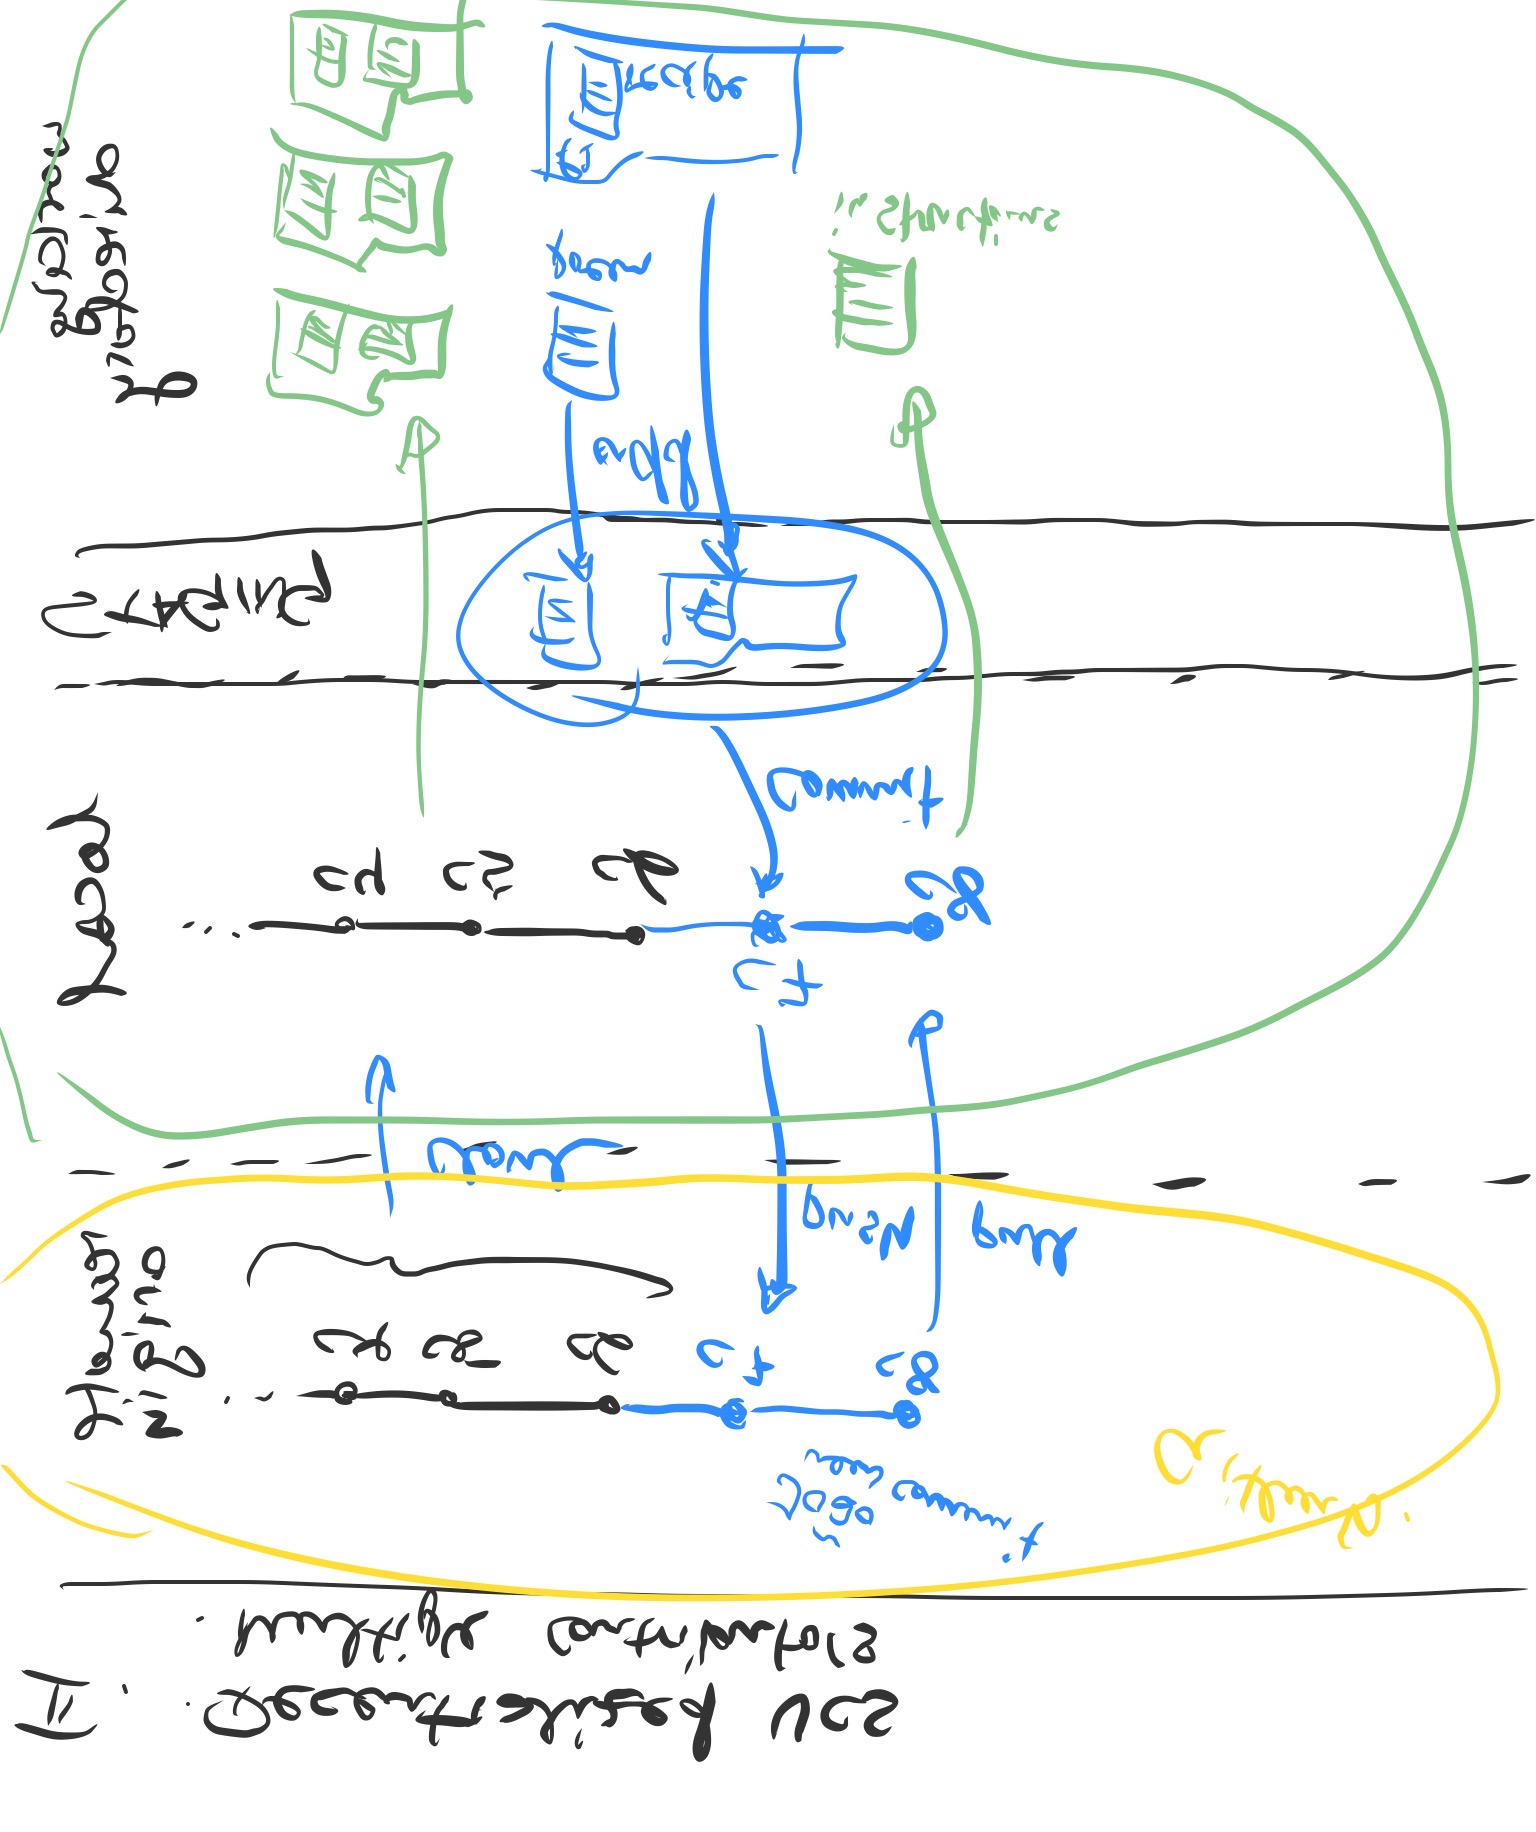 II. . Decentralized VCS
. Multiple contributors
João
new commit
Github.
remote
origin
...
c4 c5 c6 c7 c8
push pull
clone
local
c7
...
c4 c5 c6 c8
commit
STAGING
add
working
directory
poem
instructions
recipe